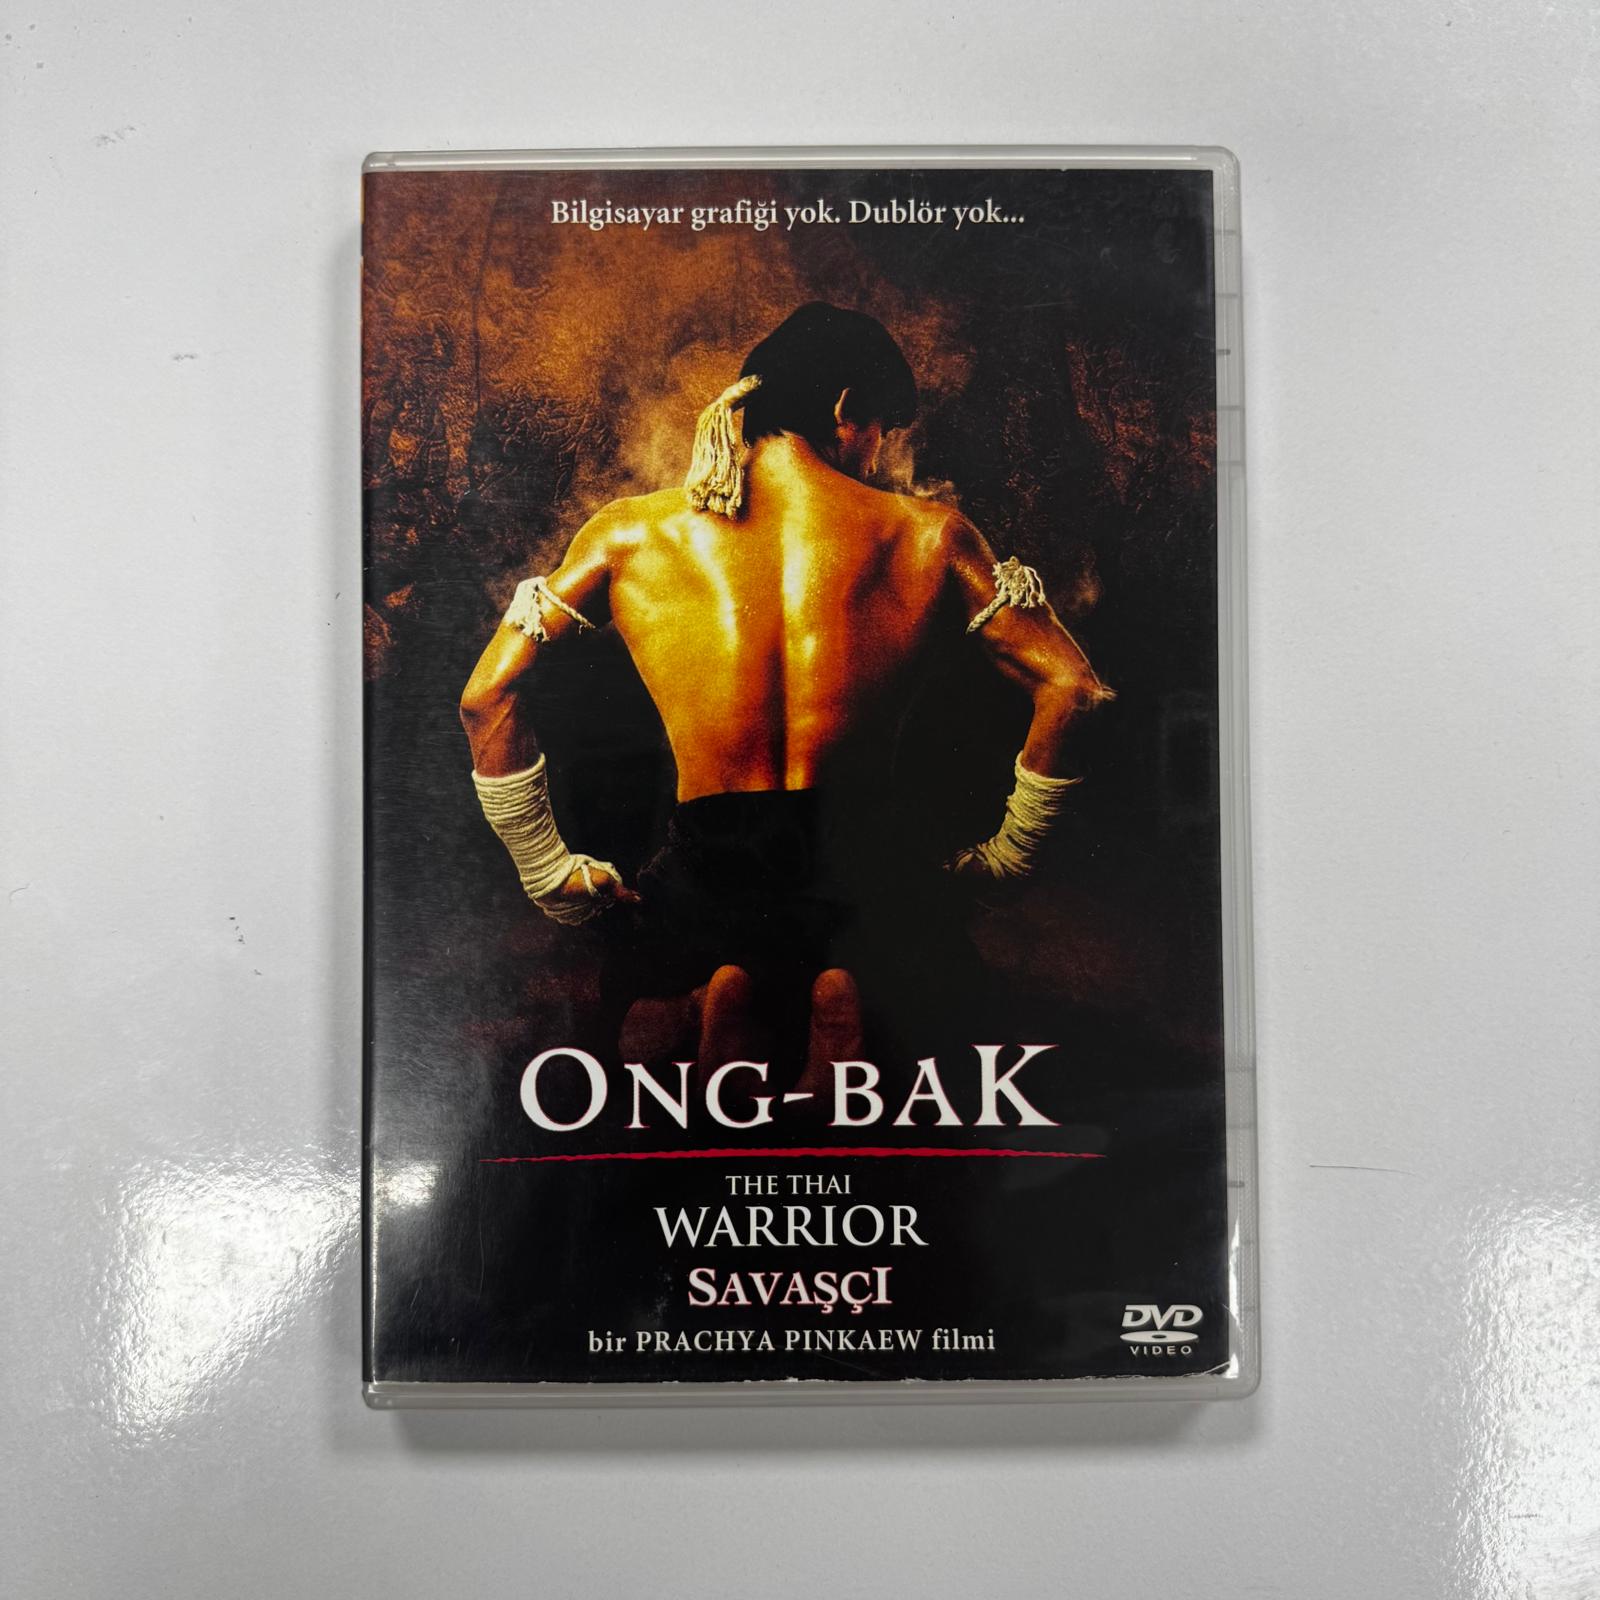 Bilgisayar grafiği yok. Dublör yok...
ONG-BAK
THE THAI
WARRIOR
SAVAŞÇI
bir PRACHYA PINKAEW filmi
DVD
VIDEO